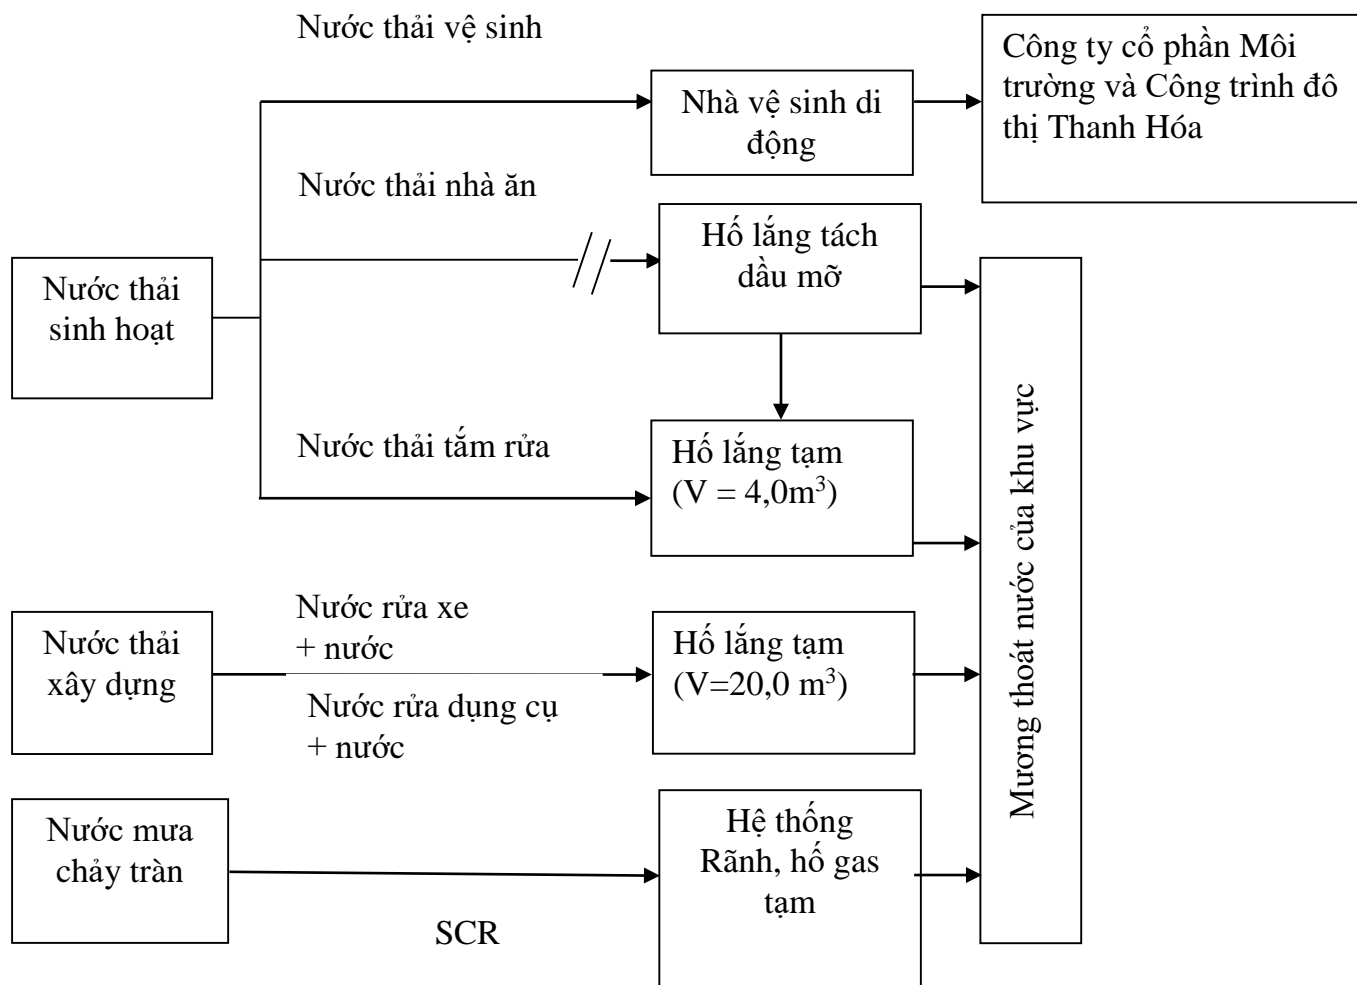 Nước thải vệ sinh
Công ty cổ phần Môi
trường và Công trình đô
thị Thanh Hóa
Nhà vệ sinh di
động
Nước thải nhà ăn
Hố lắng tách
dầu mỡ
Nước thải
sinh hoạt
Nước thải tắm rửa
Hố lắng tạm
(V = 4,0m³)
Mương thoát nước của khu vực
Nước rửa xe
+ nước
Nước thải
xây dựng
Hố lắng tạm
(V=20,0 m³)
Nước rửa dụng cụ
+ nước
Nước mưa
chảy tràn
Hệ thống
Rãnh, hố gas
tạm
SCR